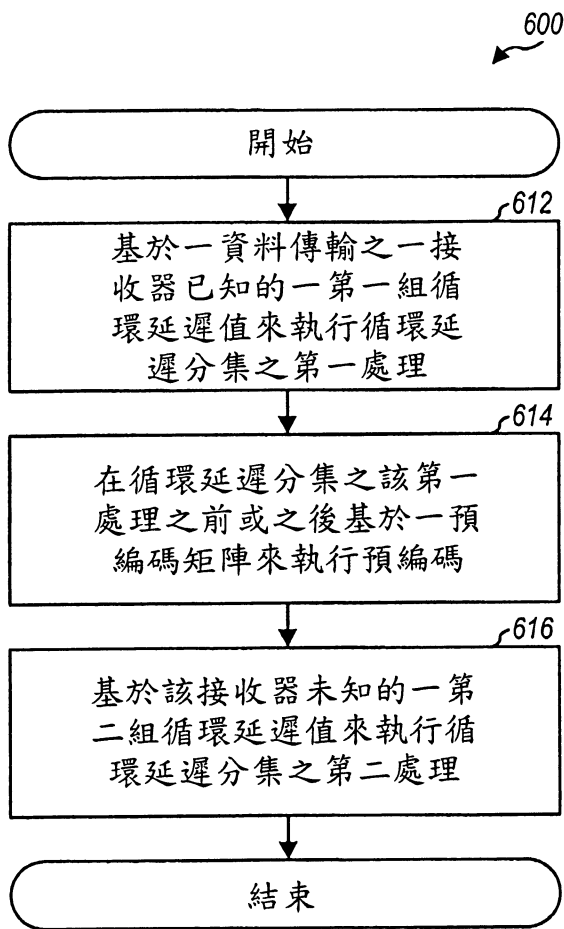 600
開始
612
基於一資料傳輸之一接
收器已知的一第一組循
環延遲值來執行循環延
遲分集之第一處理
614
在循環延遲分集之該第一
處理之前或之後基於一預
編碼矩陣來執行預編碼
616
基於該接收器未知的一第
二組循環延遲值來執行循
環延遲分集之第二處理
結束